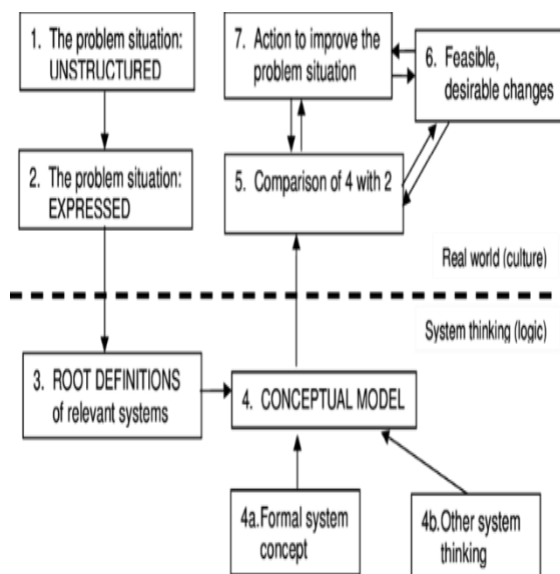 1. The problem situation:
UNSTRUCTURED
7. Action to improve the
problem situation
6. Feasible,
desirable changes
2. The problem situation:
EXPRESSED
5. Comparison of 4 with 2
Real world (culture)
System thinking (logic)
3. ROOT DEFINITIONS
of relevant systems
4. CONCEPTUAL MODEL
4a.Formal system
concept
4b.Other system
thinking